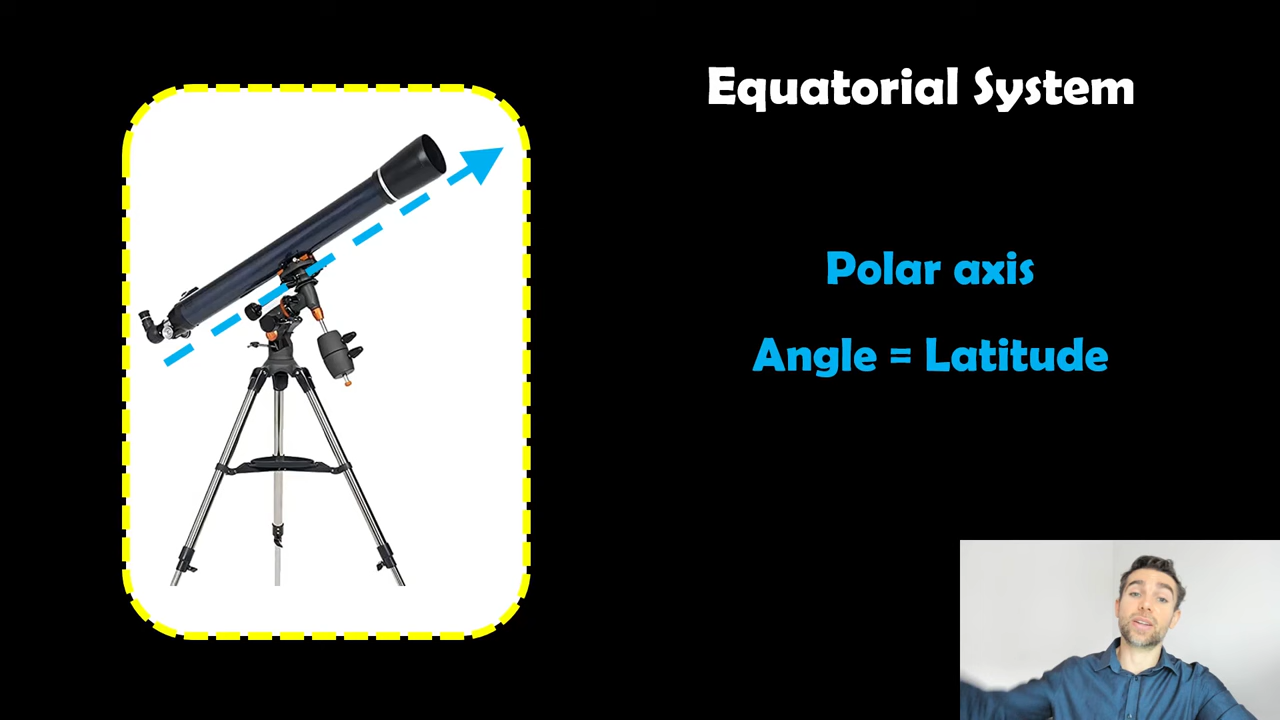 Equatorial System
Polar axis
Angle = Latitude